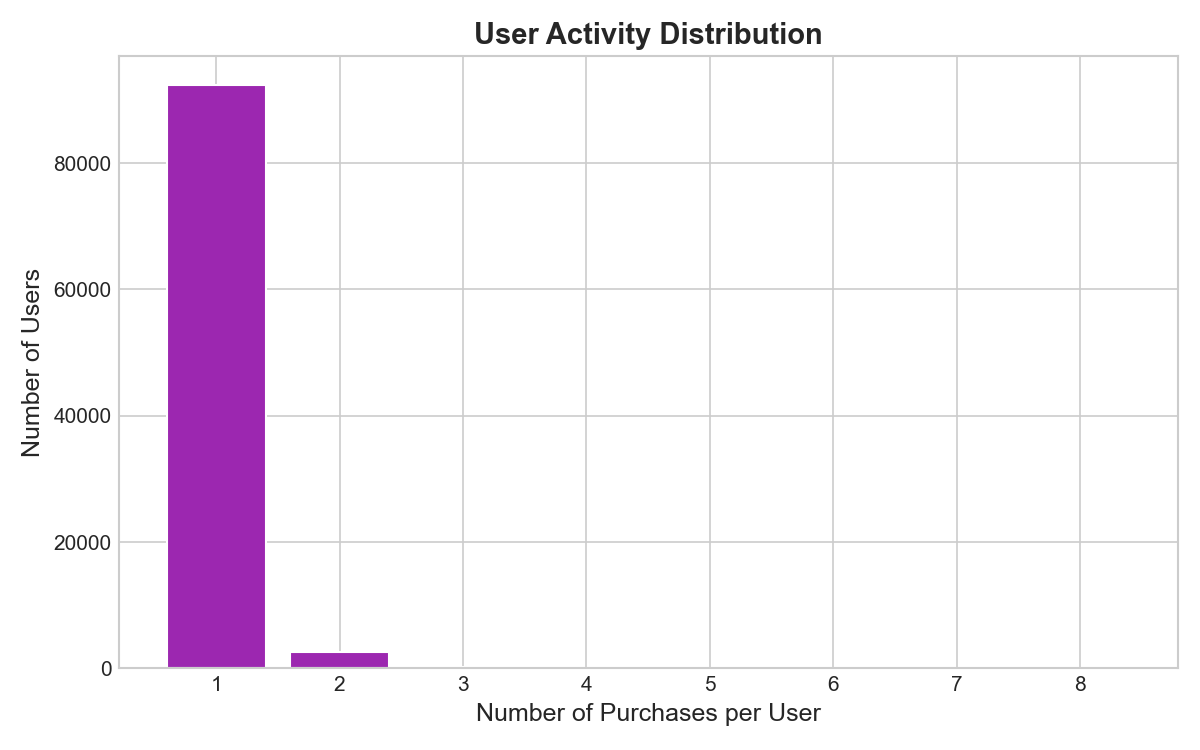 User Activity Distribution
Number of Users
80000
60000
40000
20000
0
1 2 3 4 5 6 7 8
Number of Purchases per User